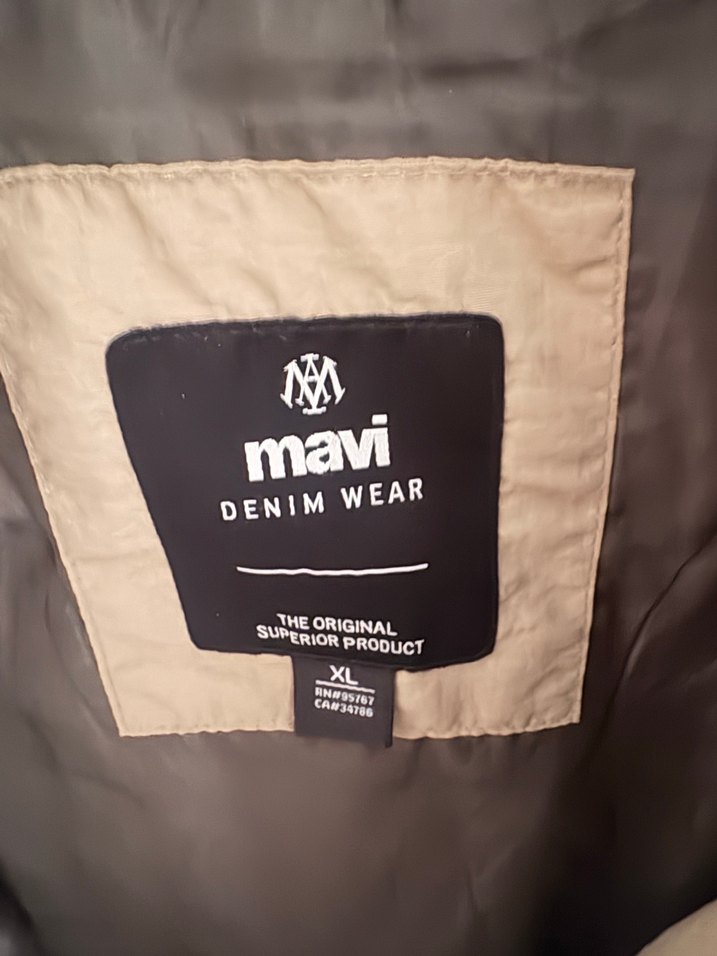 mavi
DENIM WEAR
THE ORIGINAL
SUPERIOR PRODUCT
XL
RN#95767
CA#34786